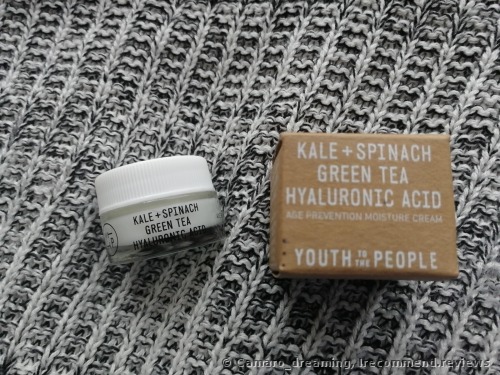 KALE+SPINACH
GREEN TEA
HYALURONIC ACID
KALE+SPINACH
GREEN TEA
HYALURONIC ACID
AGE PREVENTION MOISTURE CREAM
YOUTH TO THE PEOPLE
© Camaro_dreaming, Irecommend.reviews